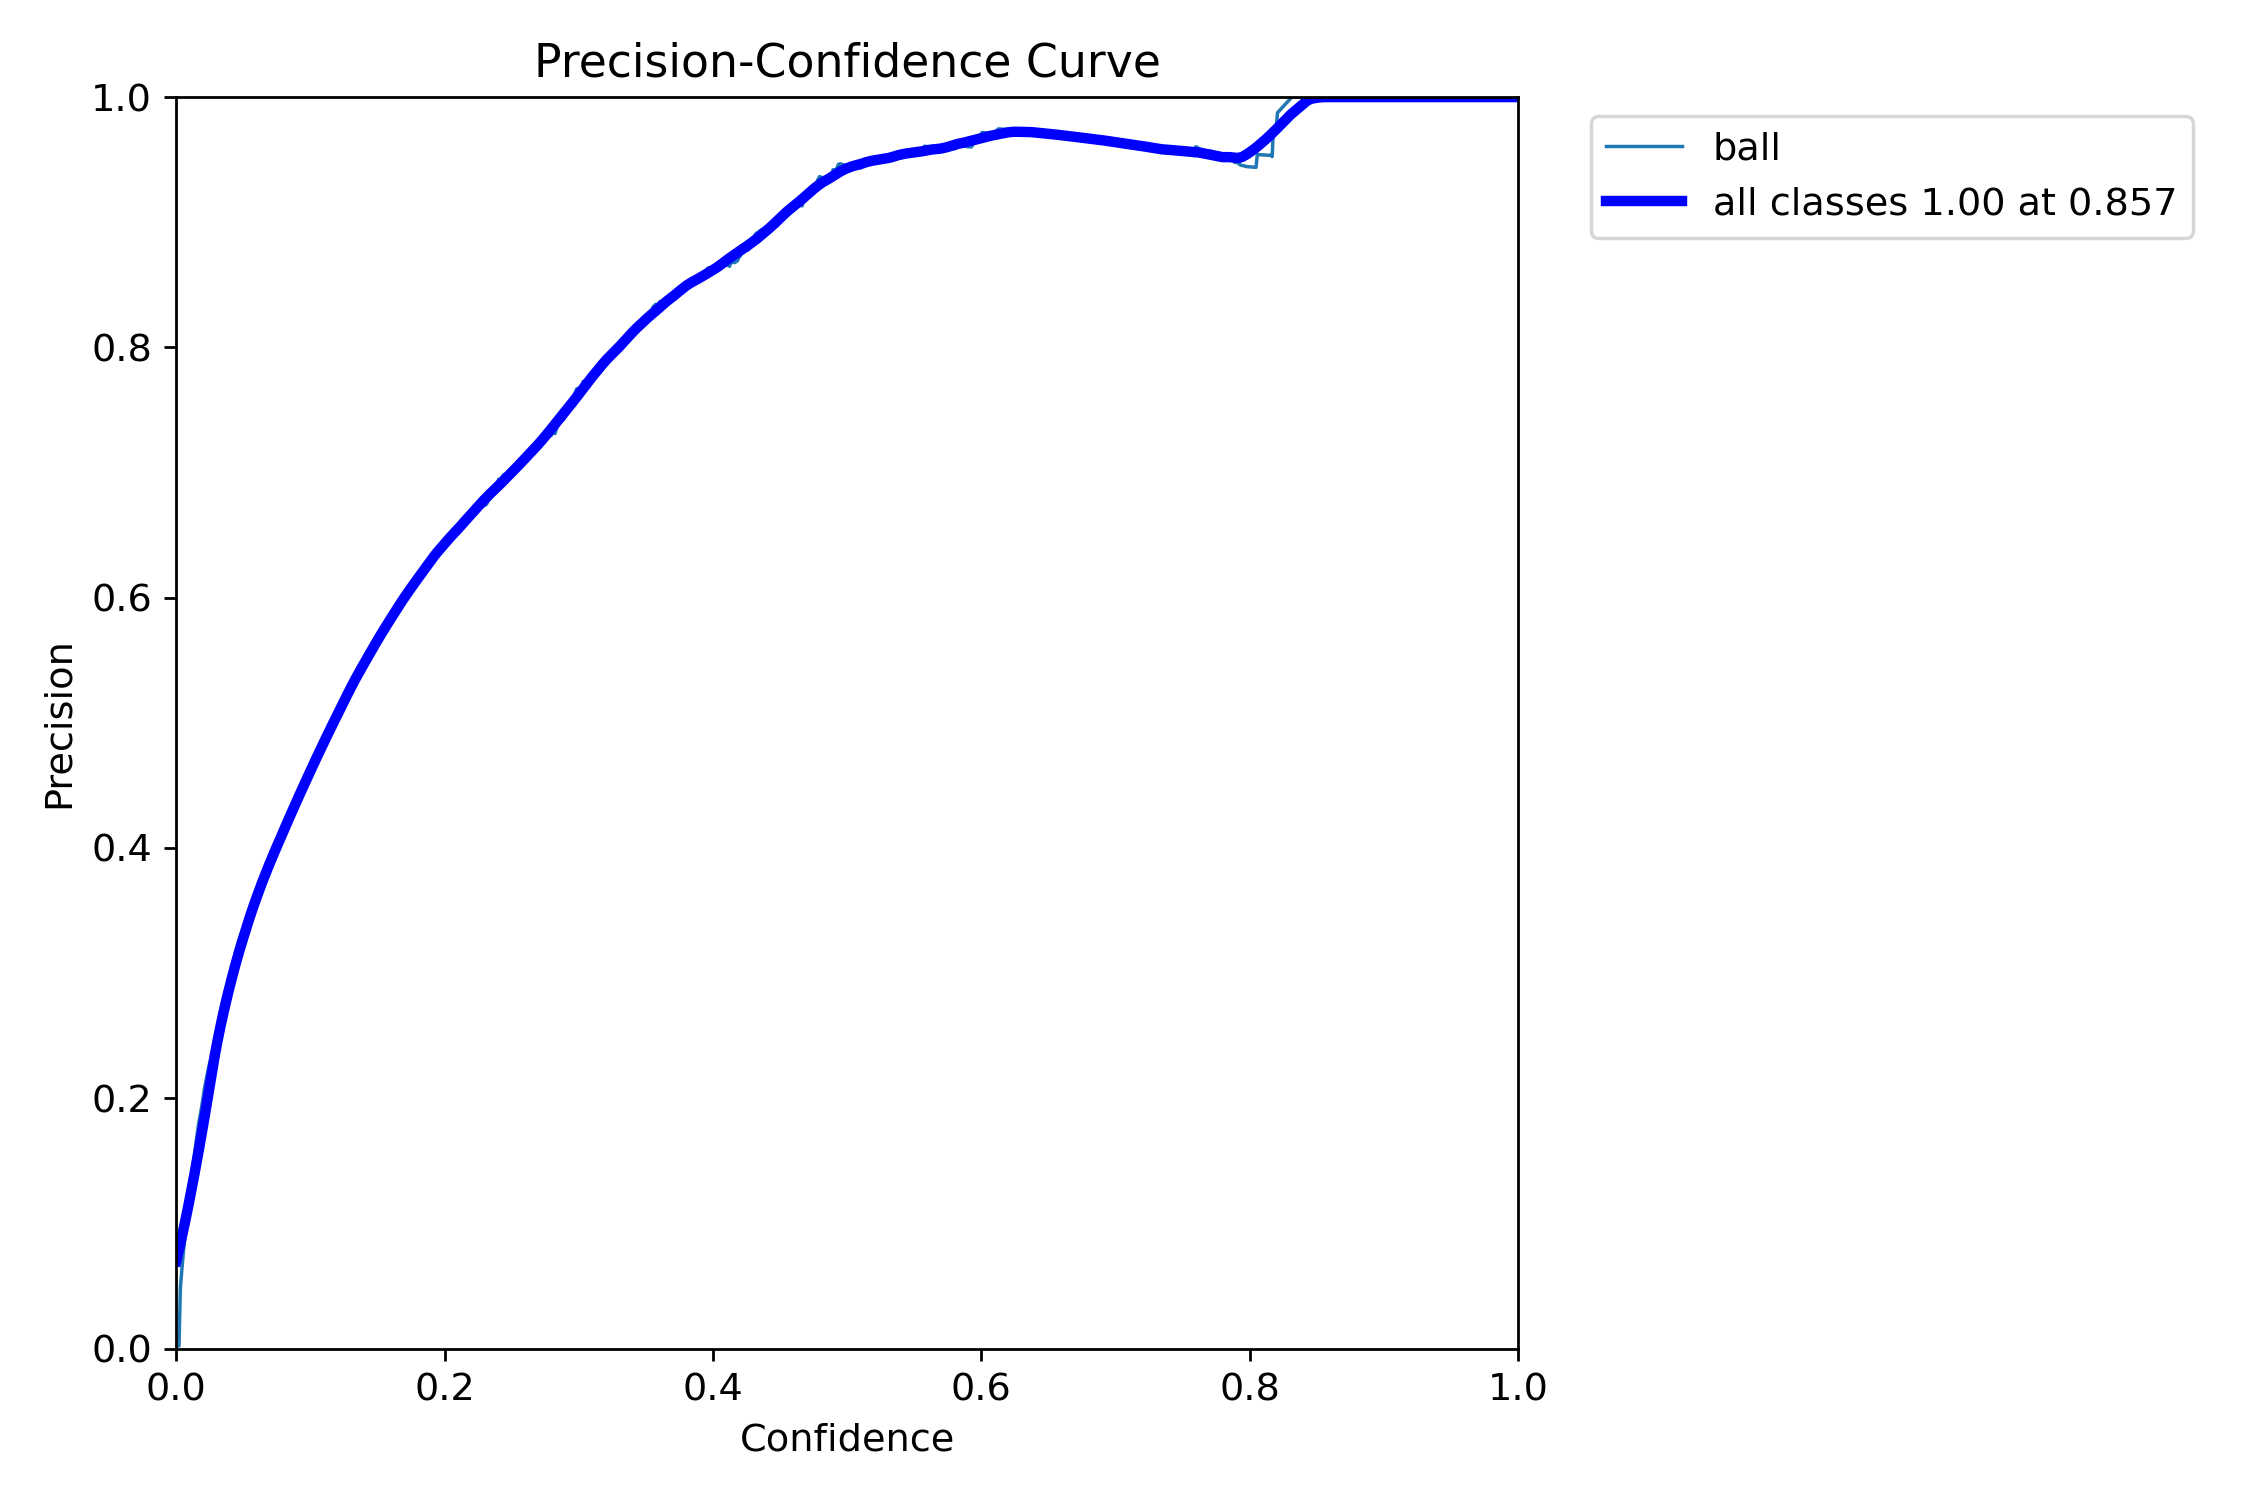 Precision-Confidence Curve
ball
all classes 1.00 at 0.857
Precision
1.0
0.8
0.6
0.4
0.2
0.0
0.0 0.2 0.4 0.6 0.8 1.0
Confidence